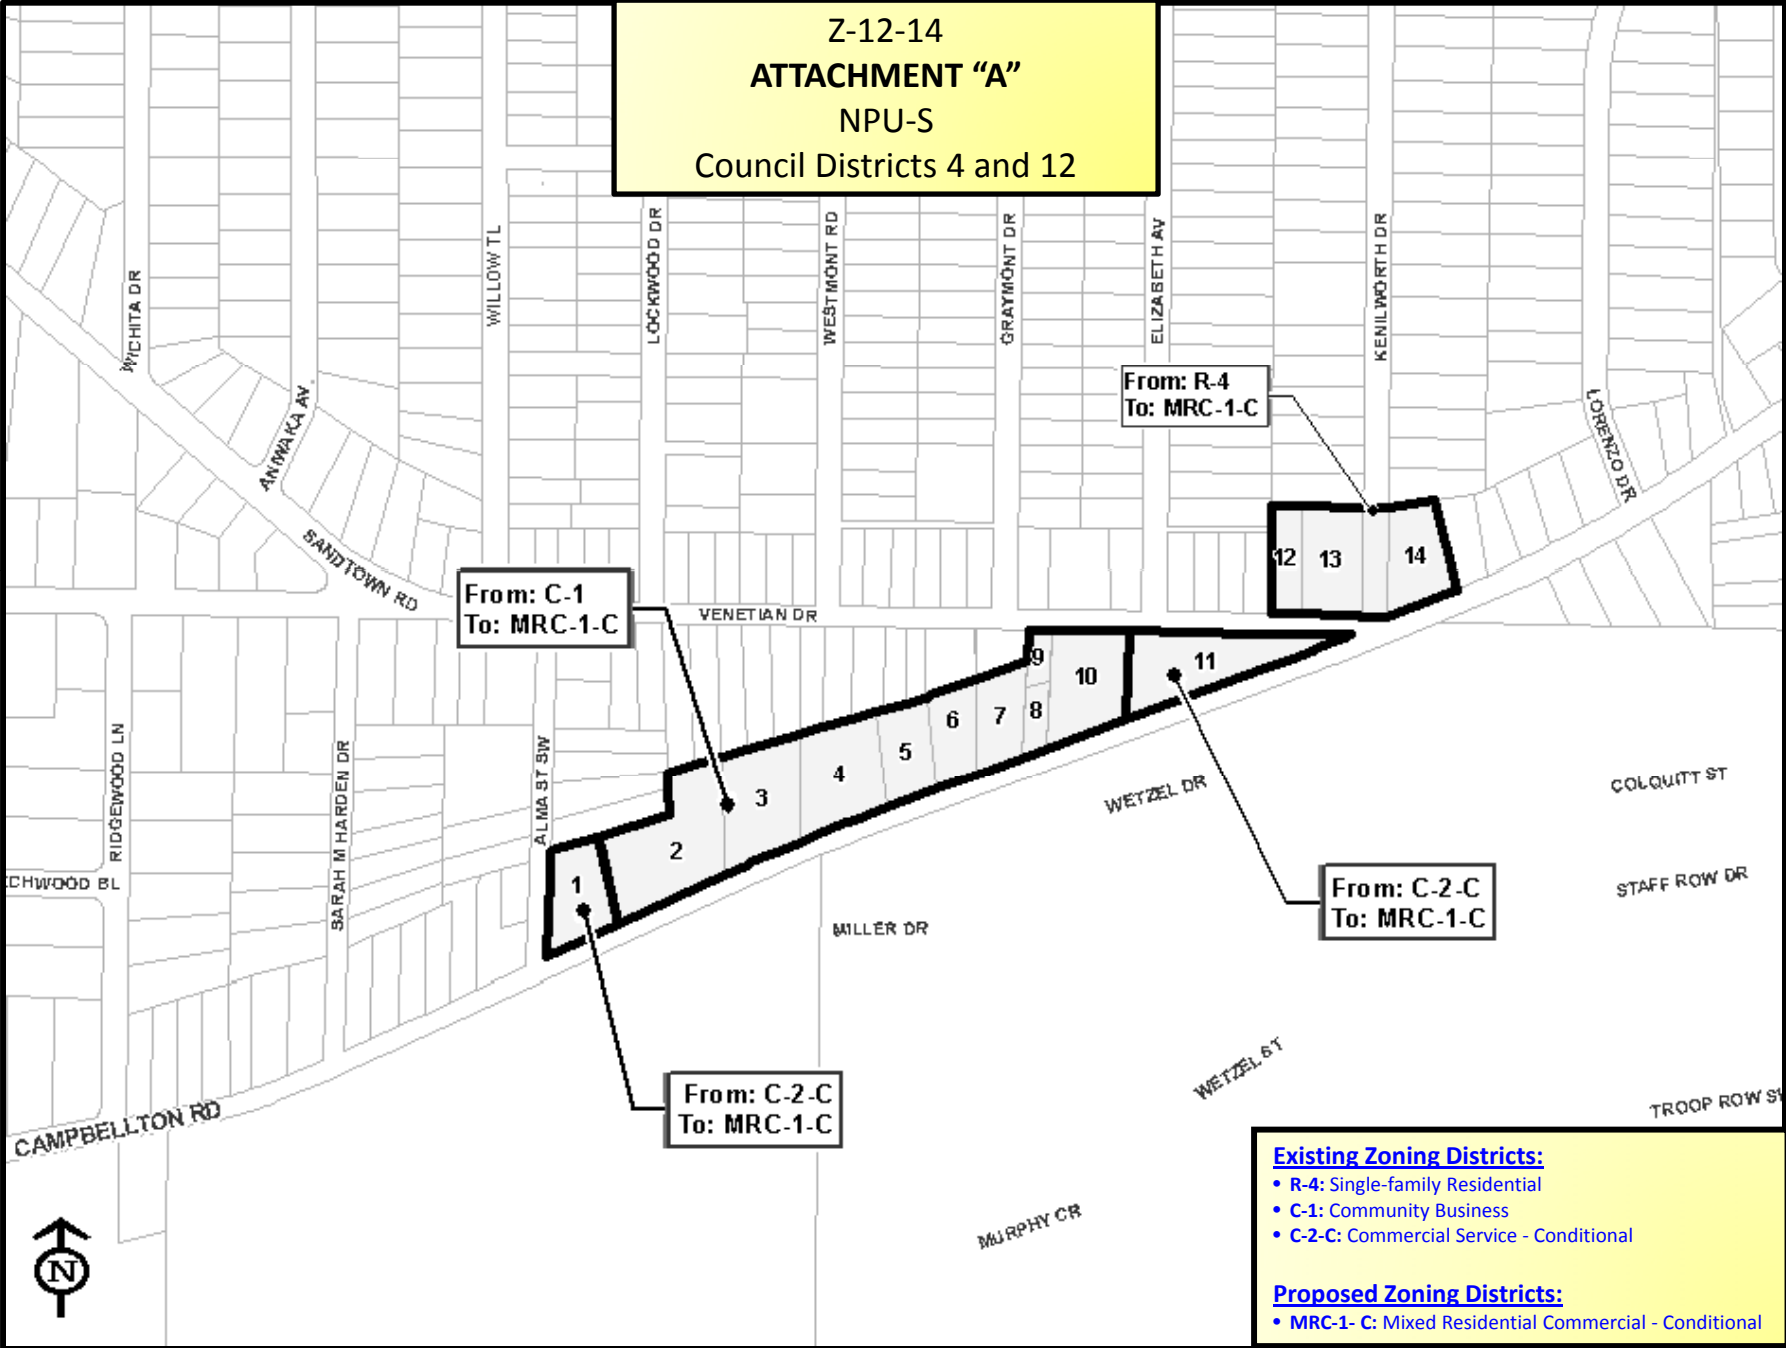 Z-12-14
ATTACHMENT “A”
NPU-S
Council Districts 4 and 12
WICHITA DR
ANIWAKA AV
WILLOW TL
LOCKWOOD DR
WESTMONT RD
GRAYMONT DR
ELIZABETH AV
KENILWORTH DR
LORENZO DR
From: R-4
To: MRC-1-C
SANDTOWN RD
12
13
14
From: C-1
To: MRC-1-C
VENETIAN DR
9
10
11
8
7
6
5
4
3
2
1
RIDGEWOOD LN
SARAH M HARDEN DR
ALMA ST SW
CHWOOD BL
WETZEL DR
COLQUITT ST
STAFF ROW DR
MILLER DR
From: C-2-C
To: MRC-1-C
WETZEL ST
TROOP ROW S
From: C-2-C
To: MRC-1-C
CAMPBELLTON RD
MURPHY CR
N
Existing Zoning Districts:
• R-4: Single-family Residential
• C-1: Community Business
• C-2-C: Commercial Service - Conditional
Proposed Zoning Districts:
• MRC-1- C: Mixed Residential Commercial - Conditional